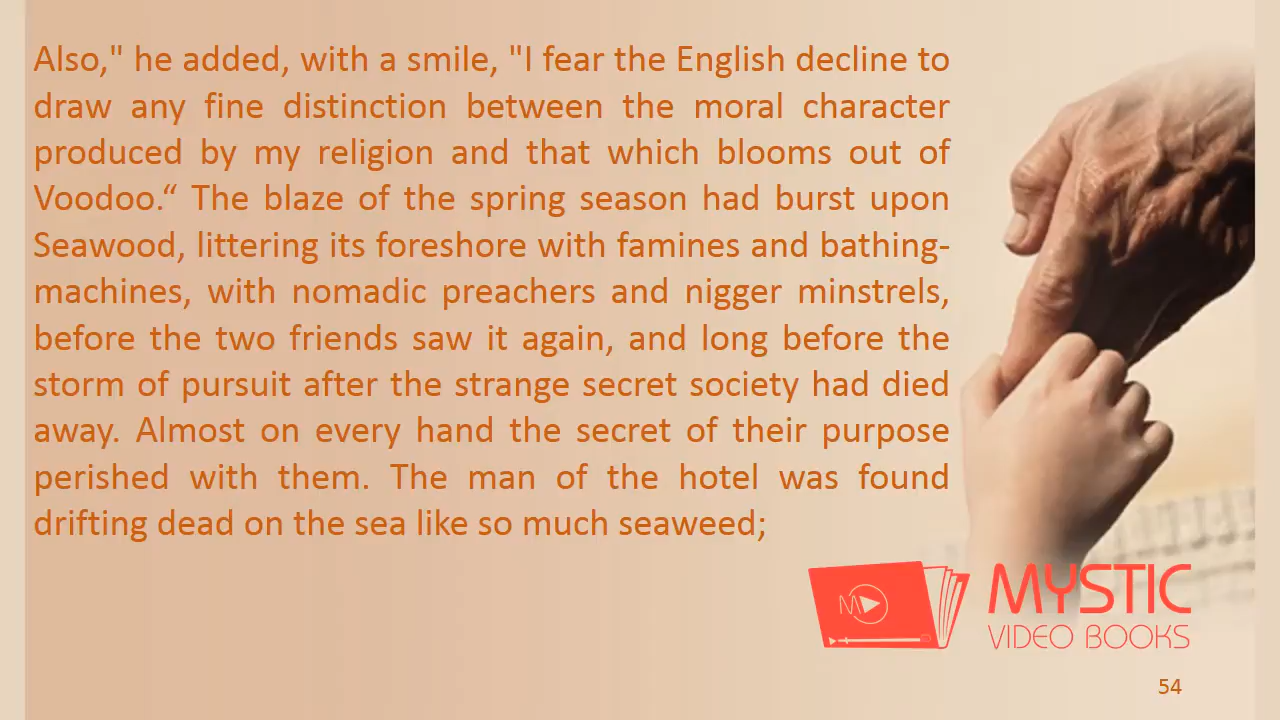 Also," he added, with a smile, "I fear the English decline to
draw any fine distinction between the moral character
produced by my religion and that which blooms out of
Voodoo.“ The blaze of the spring season had burst upon
Seawood, littering its foreshore with famines and bathing-
machines, with nomadic preachers and nigger minstrels,
before the two friends saw it again, and long before the
storm of pursuit after the strange secret society had died
away. Almost on every hand the secret of their purpose
perished with them. The man of the hotel was found
drifting dead on the sea like so much seaweed;
M
MYSTIC
VIDEO BOOKS
54